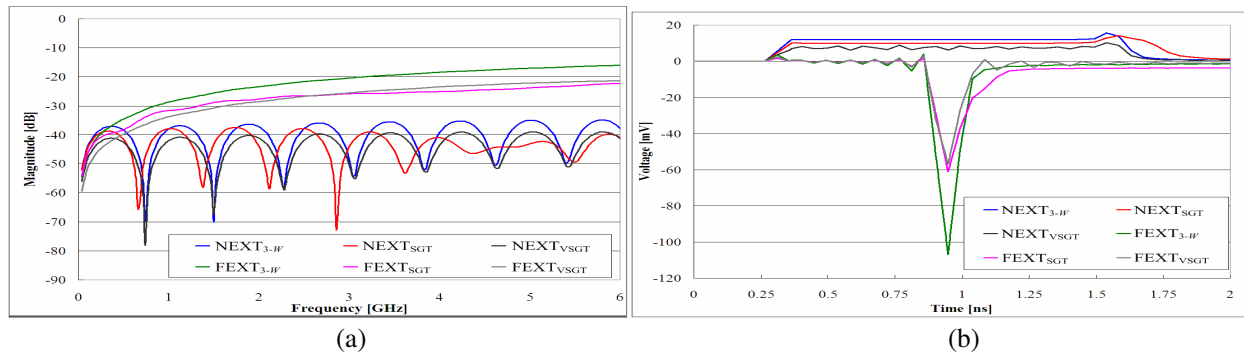 0
-10
-20
-30
-40
-50
-60
-70
-80
-90
Magnitude [dB]
0 1 2 3 4 5 6
Frequency [GHz]
NEXT3-W NEXTSGT NEXTVSGT
FEXT3-W FEXTSGT FEXTVSGT
(a)
20
0
-20
-40
-60
-80
-100
-120
Voltage [mV]
0 0.25 0.5 0.75 1 1.25 1.5 1.75 2
Time [ns]
NEXT3-W NEXTSGT
NEXTVSGT FEXT3-W
FEXTSGT FEXTVSGT
(b)